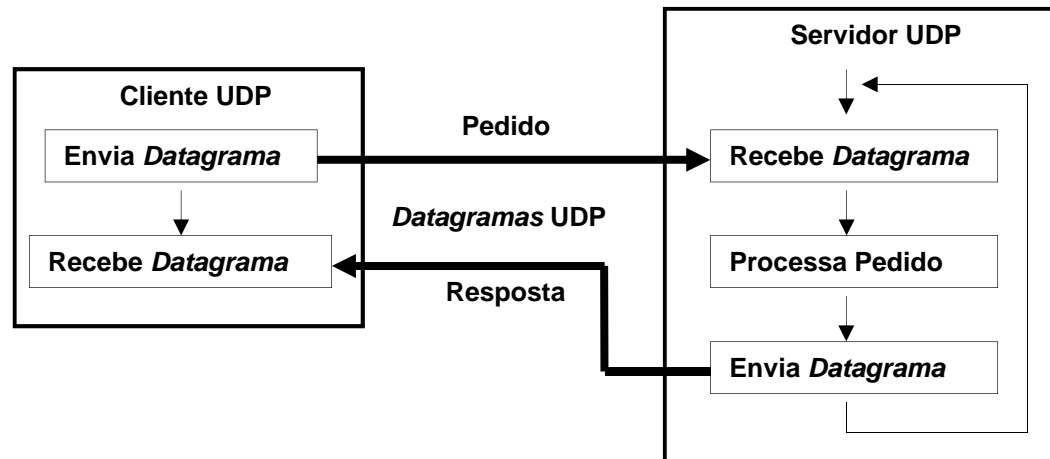 Servidor UDP
Cliente UDP
Pedido
Envia Datagrama
Recebe Datagrama
Datagramas UDP
Recebe Datagrama
Processa Pedido
Resposta
Envia Datagrama